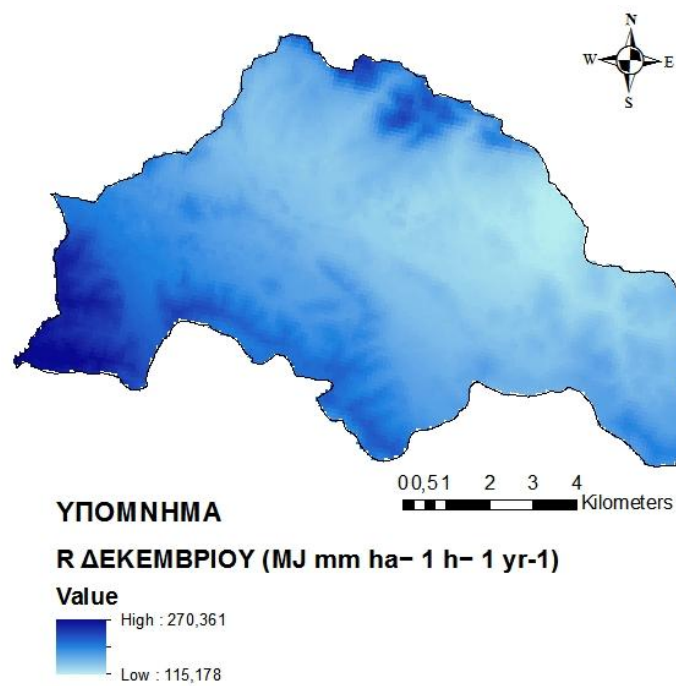 N
W E
S
0 0,5 1 2 3 4
Kilometers
ΥΠΟΜΝΗΜΑ
R ΔΕΚΕΜΒΡΙΟΥ (MJ mm ha− 1 h− 1 yr-1)
Value
High : 270,361
Low : 115,178